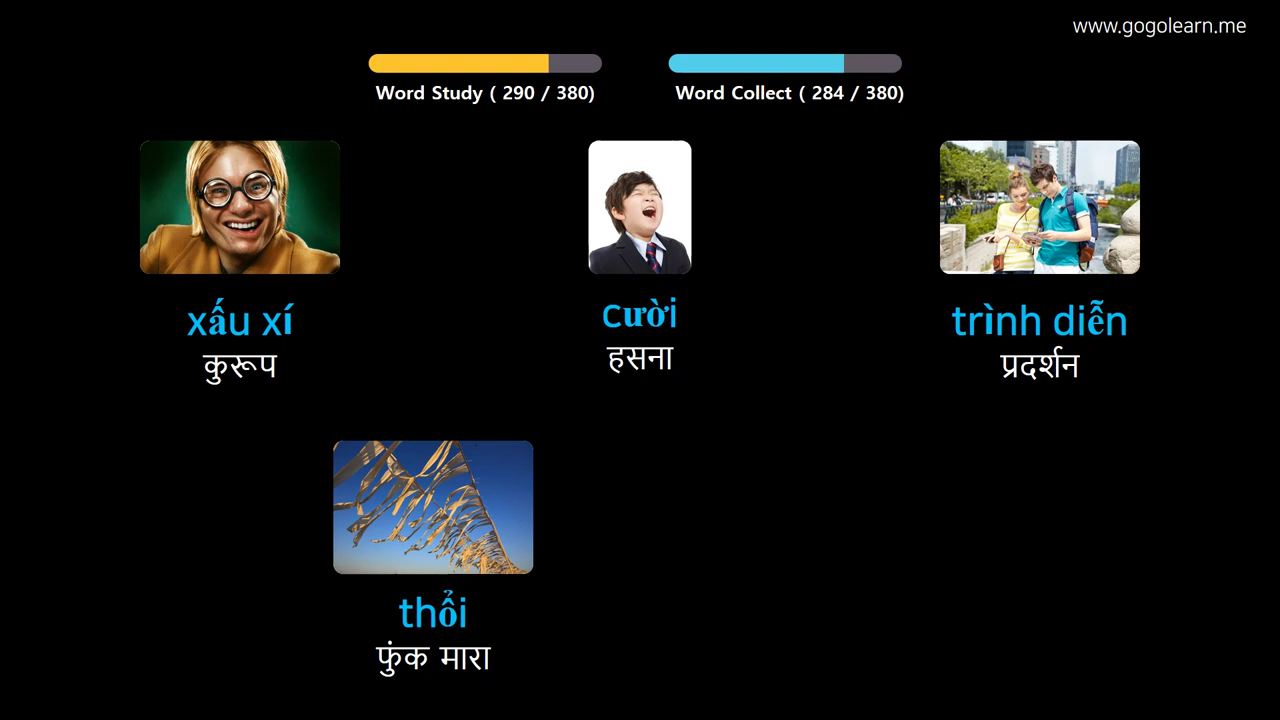 www.gogolearn.me
Word Study ( 290 / 380)
Word Collect ( 284 / 380)
xấu xí
कुरूप
cười
हसना
trình diễn
प्रदर्शन
thổi
फुंक मारा